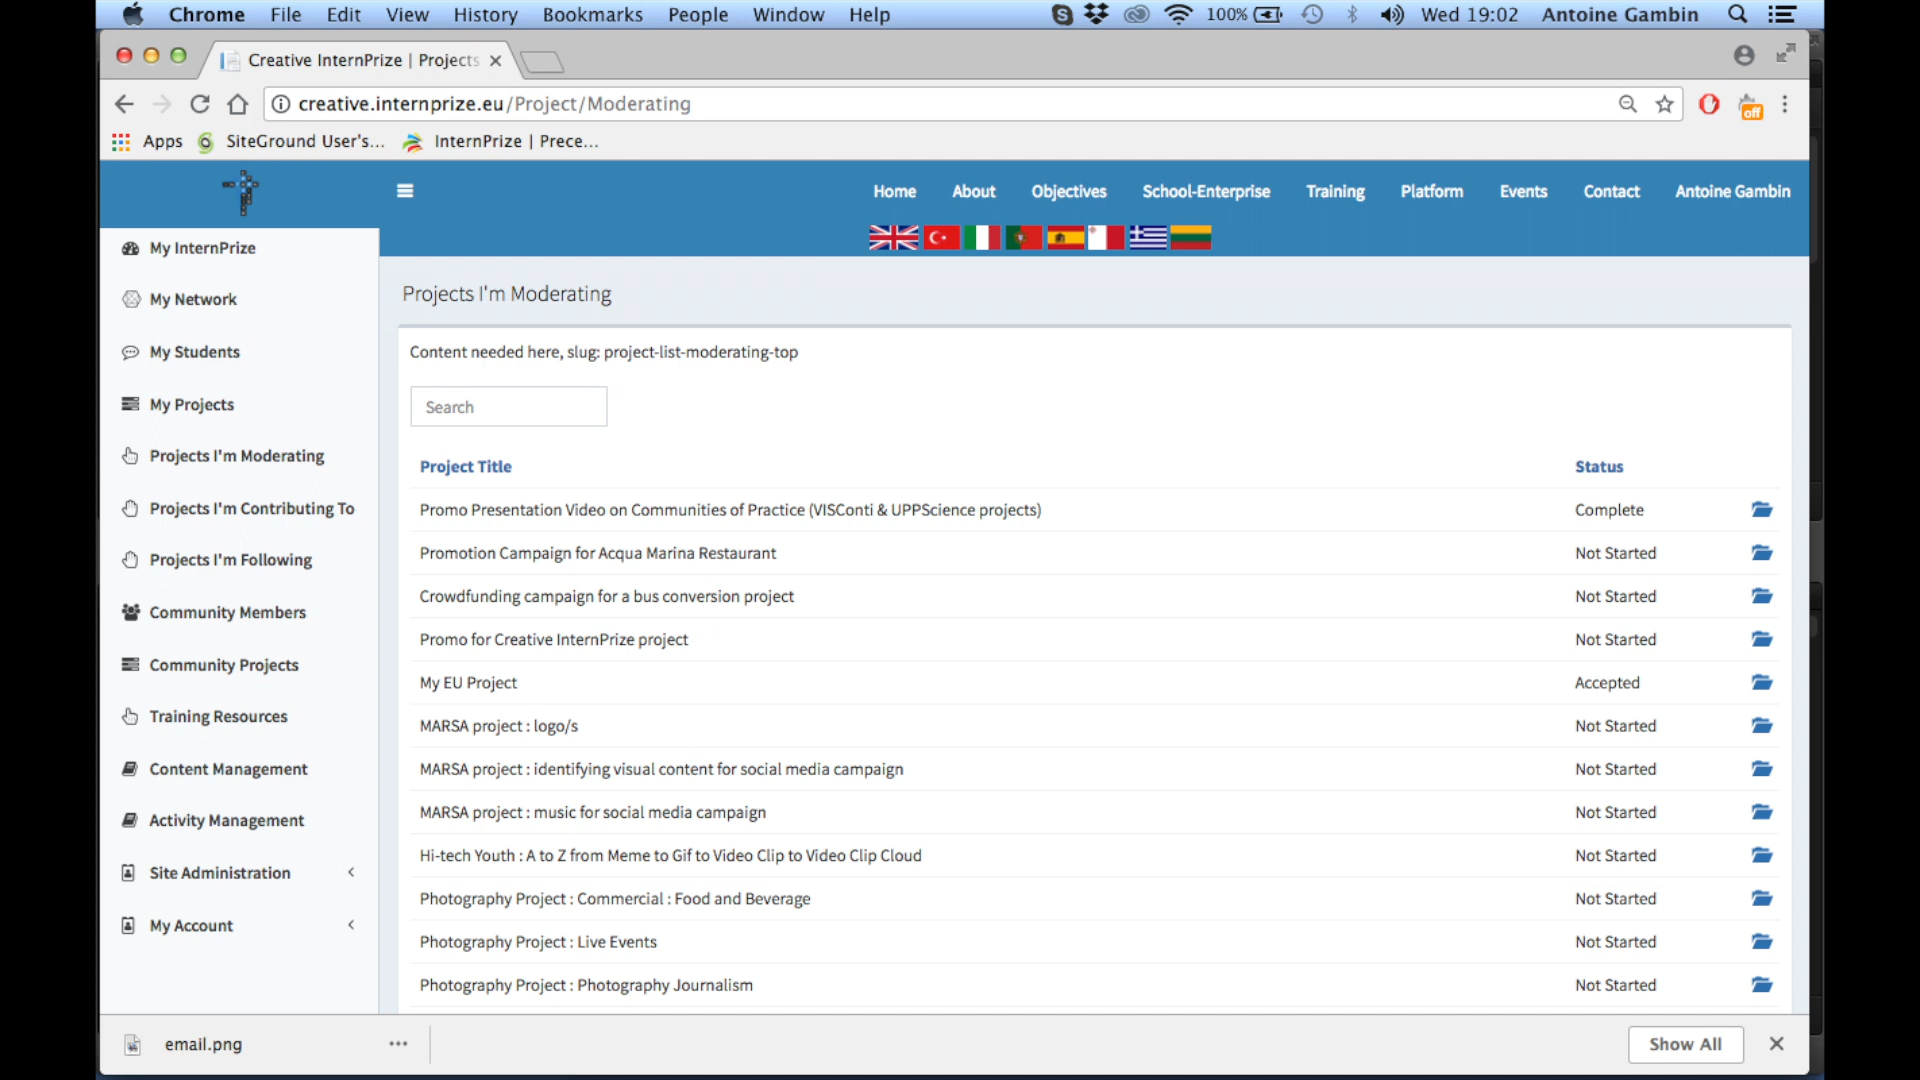 Chrome File Edit View History Bookmarks People Window Help 100% Wed 19:02 Antoine Gambin
Creative InternPrize | Projects
creative.internprize.eu/Project/Moderating
off
Apps SiteGround User's... InternPrize | Prece...
Home About Objectives School-Enterprise Training Platform Events Contact Antoine Gambin
My InternPrize
My Network
My Students
My Projects
Projects I'm Moderating
Projects I'm Contributing To
Projects I'm Following
Community Members
Community Projects
Training Resources
Content Management
Activity Management
Site Administration
My Account
Projects I'm Moderating
Content needed here, slug: project-list-moderating-top
Search
Project Title Status
Promo Presentation Video on Communities of Practice (VISConti & UPPScience projects) Complete
Promotion Campaign for Acqua Marina Restaurant Not Started
Crowdfunding campaign for a bus conversion project Not Started
Promo for Creative InternPrize project Not Started
My EU Project Accepted
MARSA project : logo/s Not Started
MARSA project : identifying visual content for social media campaign Not Started
MARSA project : music for social media campaign Not Started
Hi-tech Youth : A to Z from Meme to Gif to Video Clip to Video Clip Cloud Not Started
Photography Project : Commercial : Food and Beverage Not Started
Photography Project : Live Events Not Started
Photography Project : Photography Journalism Not Started
email.png Show All